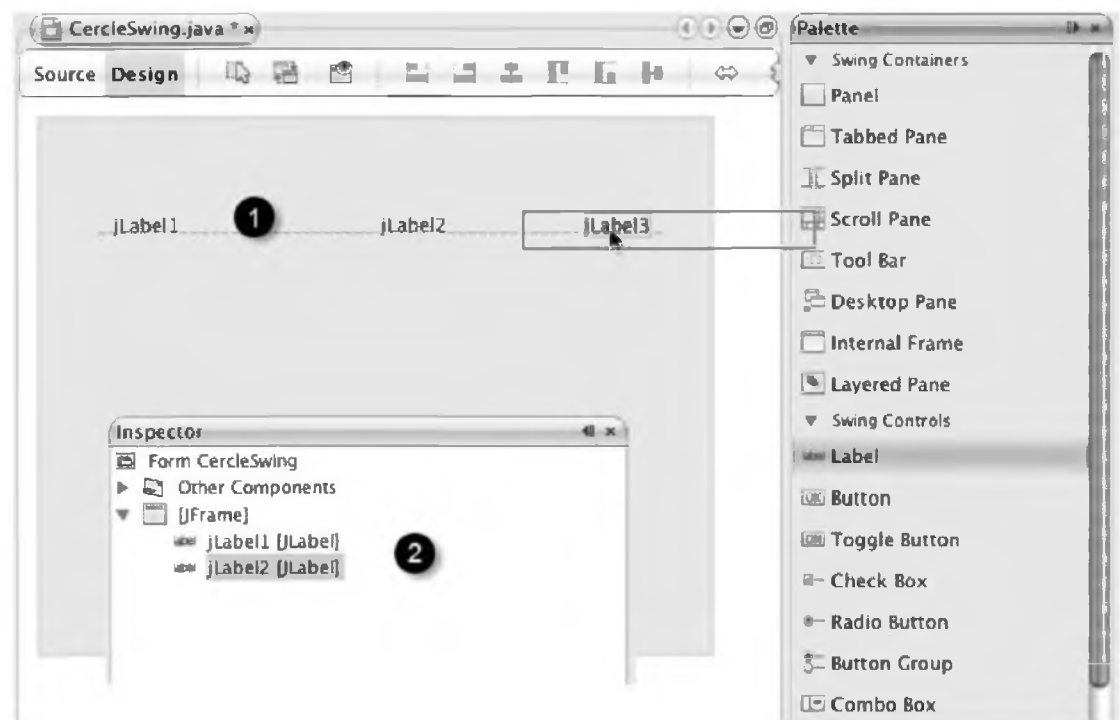 CercleSwing.java * x
Source Design
jLabel1 1 jLabel2 jLabel3
Inspector
Form CercleSwing
Other Components
[JFrame]
jLabel1 [JLabel]
jLabel2 [JLabel]
2
Palette
Swing Containers
Panel
Tabbed Pane
Split Pane
Scroll Pane
Tool Bar
Desktop Pane
Internal Frame
Layered Pane
Swing Controls
Label
Button
Toggle Button
Check Box
Radio Button
Button Group
Combo Box